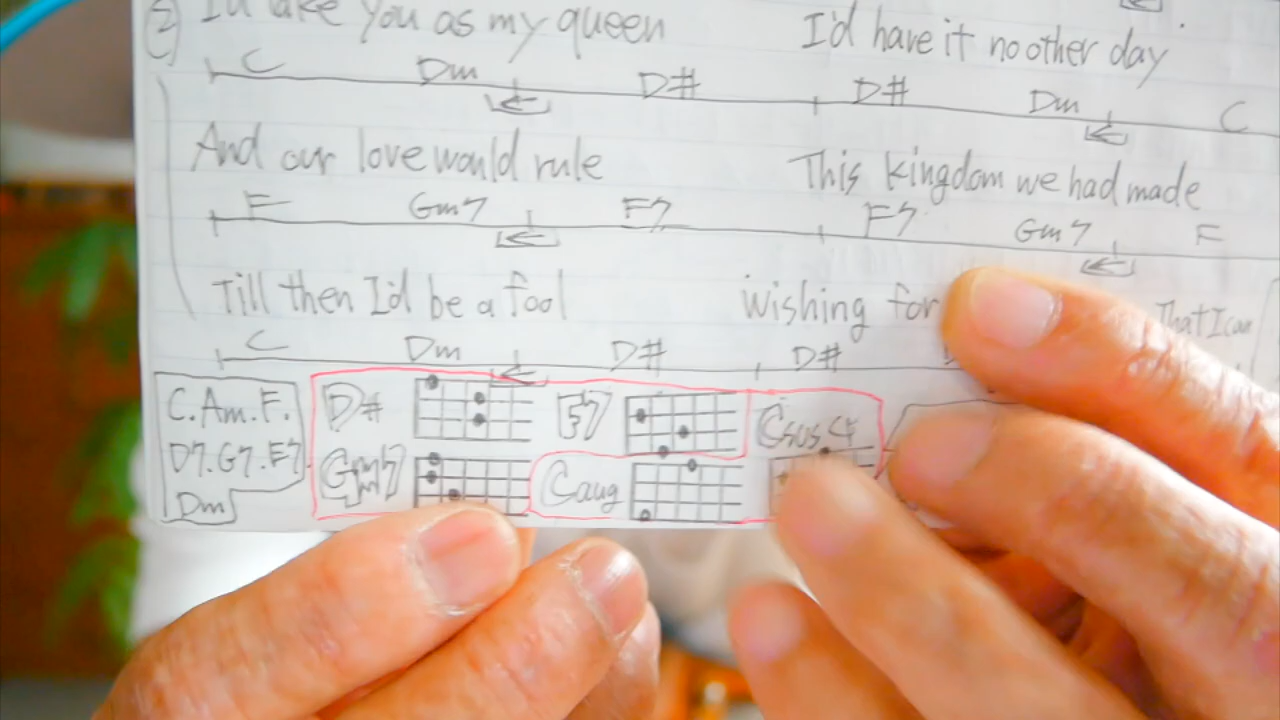 ② I'd take you as my queen I'd have it no other day
C Dm D# D# Dm C
And our love would rule This kingdom we had made
F Gm7 F7 F7 Gm7 F
Till then I'd be a fool wishing for That I can
C Dm D# D#
C. Am. F. D# F7 Csus4
D7. G7. E7 Gm7 Caug
Dm